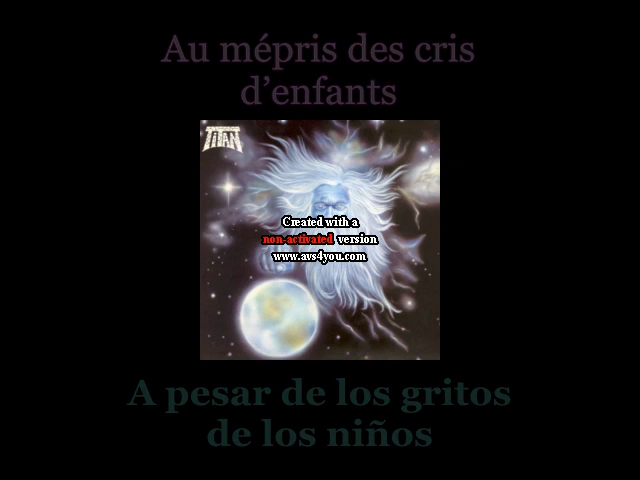 Au mépris des cris
d’enfants
TITAN
Created with a
non-activated version
www.avs4you.com
A pesar de los gritos
de los niños